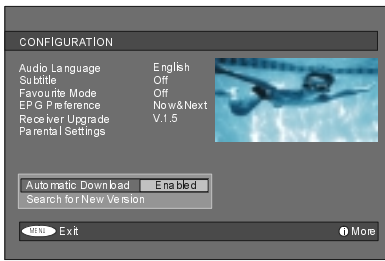 CONFIGURATION
Audio Language English
Subtitle Off
Favourite Mode Off
EPG Preference Now&Next
Receiver Upgrade V.1.5
Parental Settings
Automatic Download Enabled
Search for New Version
MENU Exit i More